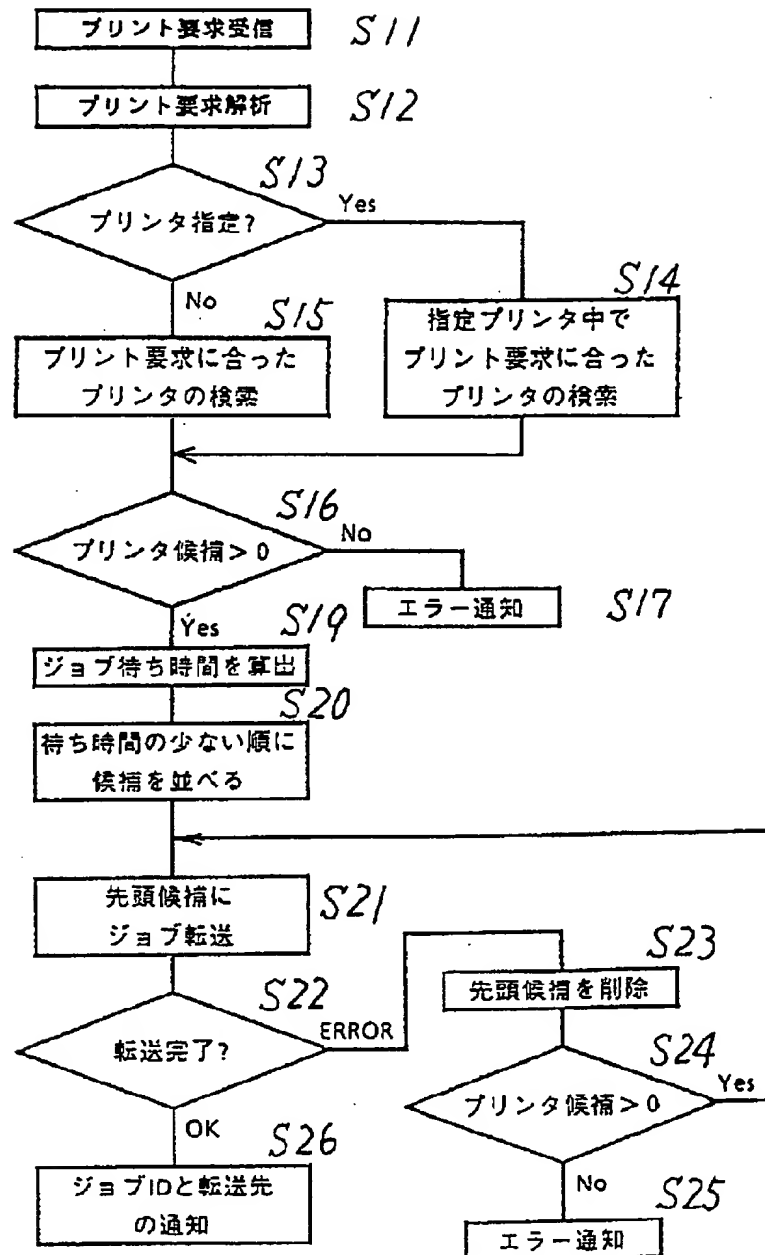 プリント要求受信
S11
プリント要求解析
S12
S13
プリンタ指定?
Yes
No
S14
指定プリンタ中で
プリント要求に合った
プリンタの検索
S15
プリント要求に合った
プリンタの検索
S16
プリンタ候補>0
No
エラー通知
S17
Yes
S19
ジョブ待ち時間を算出
S20
待ち時間の少ない順に
候補を並べる
先頭候補に
ジョブ転送
S21
S22
転送完了?
ERROR
S23
先頭候補を削除
S24
プリンタ候補>0
Yes
OK
S26
ジョブIDと転送先
の通知
No
S25
エラー通知